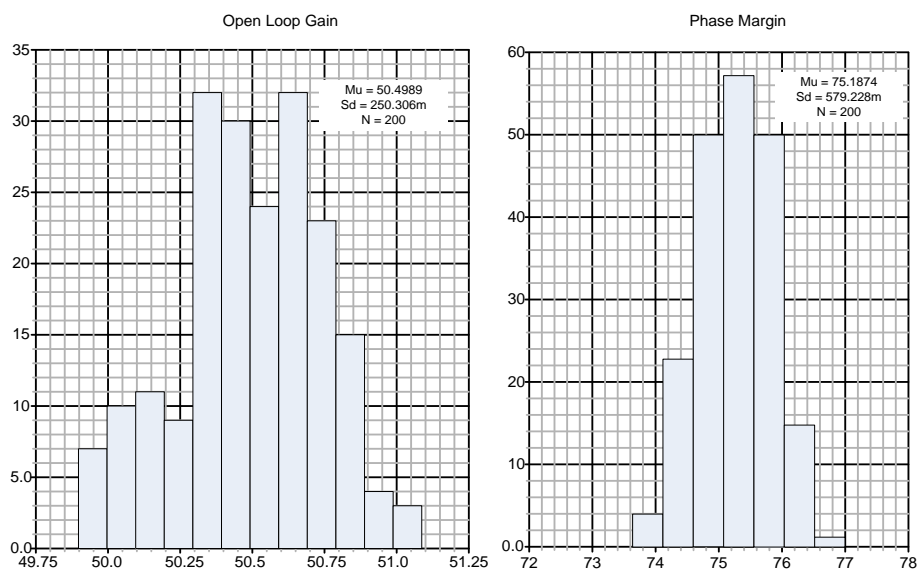 Open Loop Gain
35
30
25
20
15
10
5.0
0.0
49.75 50.0 50.25 50.5 50.75 51.0 51.25
Mu = 50.4989
Sd = 250.306m
N = 200
Phase Margin
60
50
40
30
20
10
0.0
72 73 74 75 76 77 78
Mu = 75.1874
Sd = 579.228m
N = 200